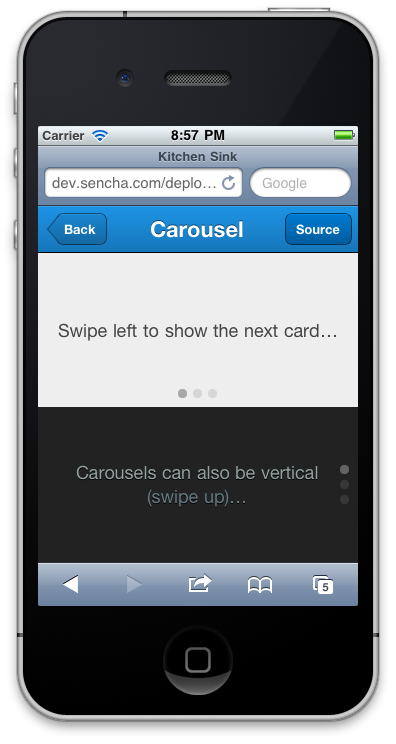 Carrier 8:57 PM
Kitchen Sink
dev.sencha.com/deplo... Google
Back Carousel Source
Swipe left to show the next card…
Carousels can also be vertical
(swipe up)…
5